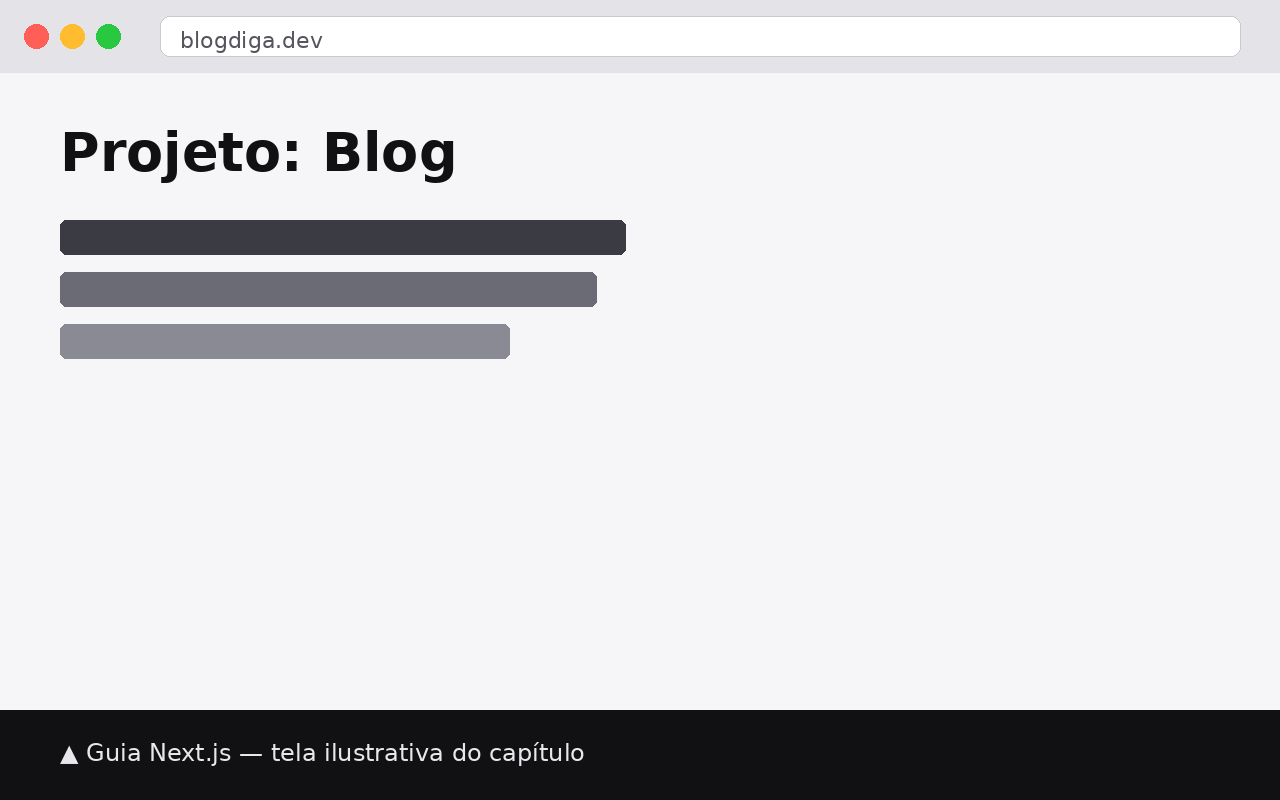 blogdiga.dev
Projeto: Blog
▲ Guia Next.js — tela ilustrativa do capítulo